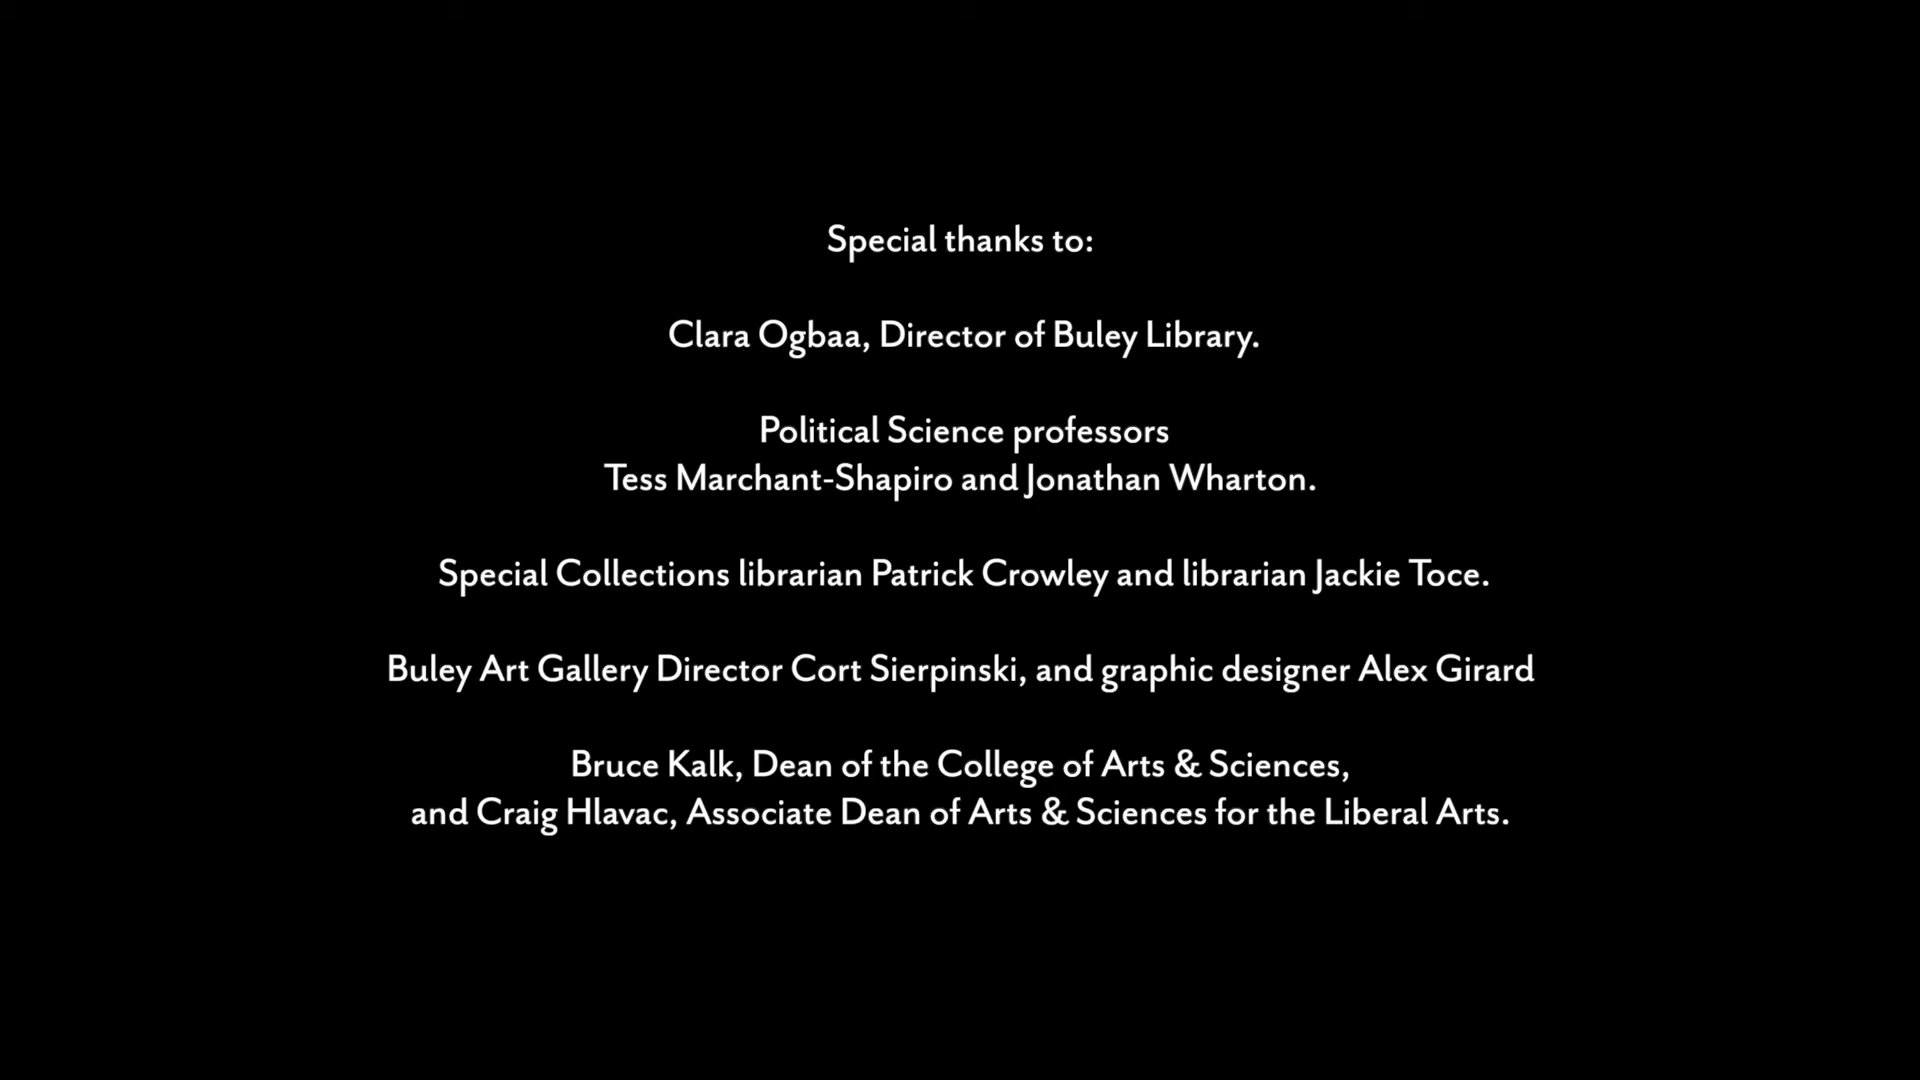 Special thanks to:
Clara Ogbaa, Director of Buley Library.
Political Science professors
Tess Marchant-Shapiro and Jonathan Wharton.
Special Collections librarian Patrick Crowley and librarian Jackie Toce.
Buley Art Gallery Director Cort Sierpinski, and graphic designer Alex Girard
Bruce Kalk, Dean of the College of Arts & Sciences,
and Craig Hlavac, Associate Dean of Arts & Sciences for the Liberal Arts.